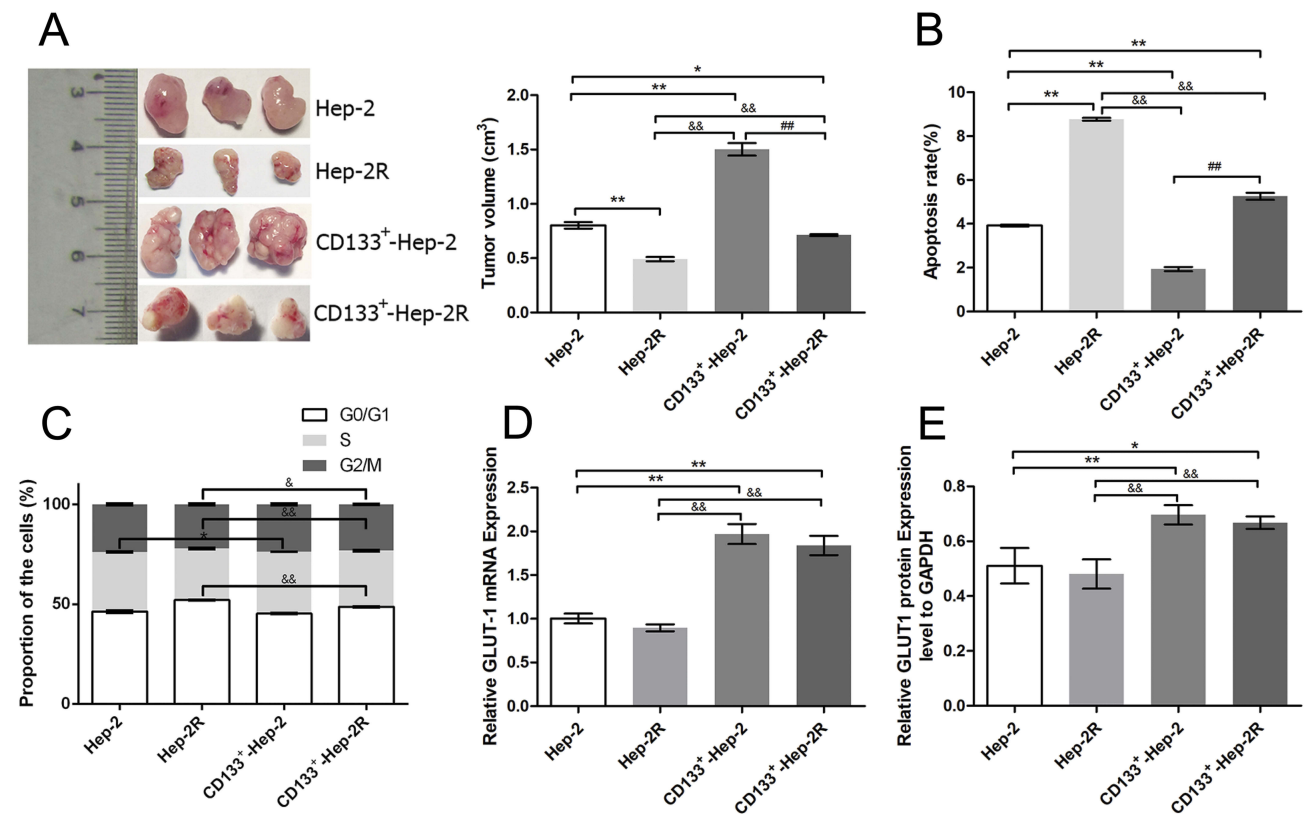 A
3
4
5
6
7
Hep-2
Hep-2R
CD133⁺-Hep-2
CD133⁺-Hep-2R
Tumor volume (cm³)
2.0
1.5
1.0
0.5
0.0
*
**
&&
&&
##
**
Hep-2
Hep-2R
CD133⁺-Hep-2
CD133⁺-Hep-2R
B
Apoptosis rate(%)
10
8
6
4
2
0
**
**
&&
**
&&
##
Hep-2
Hep-2R
CD133⁺-Hep-2
CD133⁺-Hep-2R
C
G0/G1
S
G2/M
Proportion of the cells (%)
100
50
0
&
&&
*
&&
Hep-2
Hep-2R
CD133⁺-Hep-2
CD133⁺-Hep-2R
D
Relative GLUT-1 mRNA Expression
2.5
2.0
1.5
1.0
0.5
0.0
**
**
&&
&&
Hep-2
Hep-2R
CD133⁺-Hep-2
CD133⁺-Hep-2R
E
Relative GLUT1 protein Expression
level to GAPDH
0.8
0.6
0.4
0.2
0.0
*
**
&&
&&
Hep-2
Hep-2R
CD133⁺-Hep-2
CD133⁺-Hep-2R